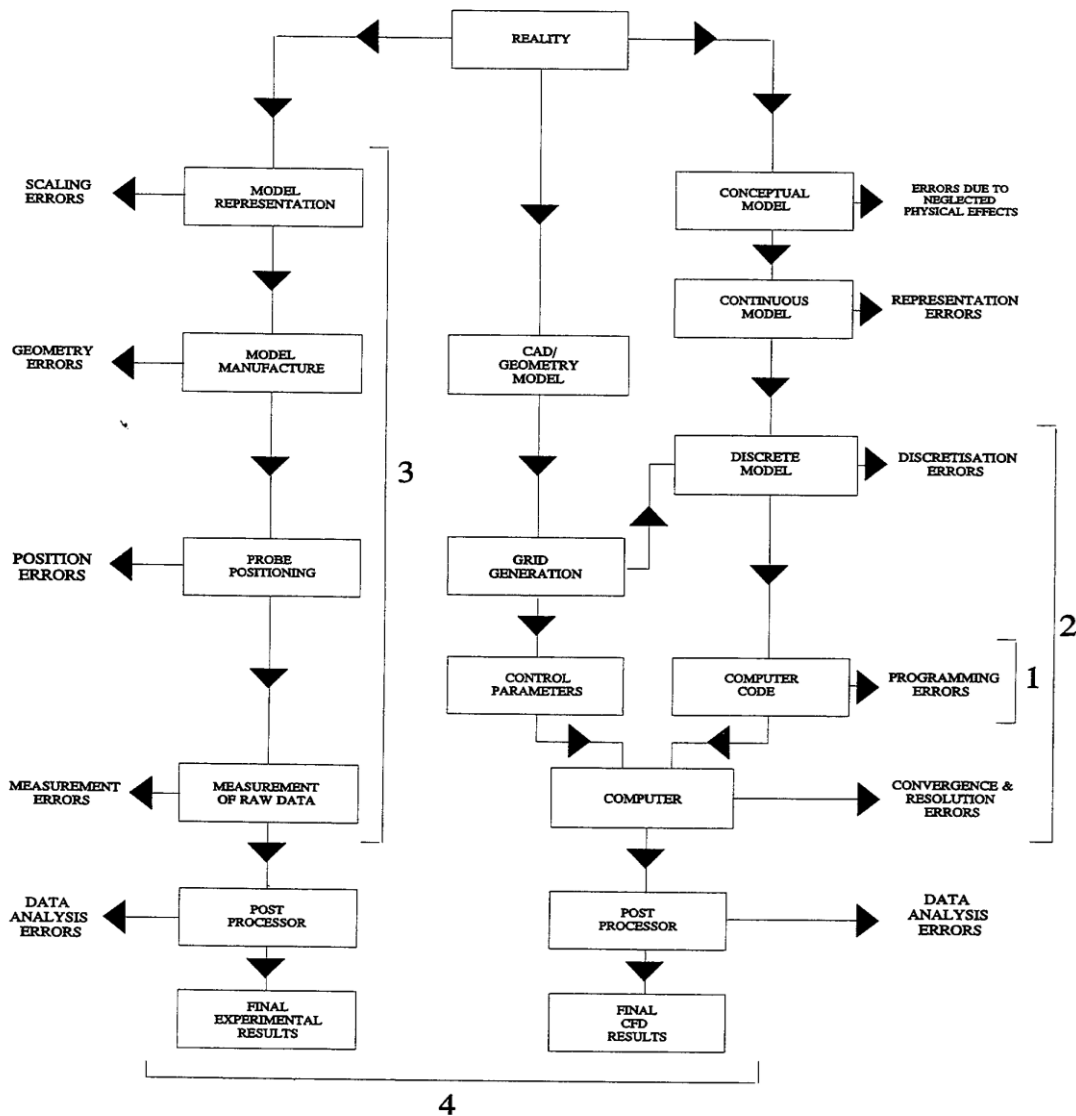 REALITY
SCALING
ERRORS
MODEL
REPRESENTATION
CONCEPTUAL
MODEL
ERRORS DUE TO
NEGLECTED
PHYSICAL EFFECTS
CONTINUOUS
MODEL
REPRESENTATION
ERRORS
GEOMETRY
ERRORS
MODEL
MANUFACTURE
CAD/
GEOMETRY
MODEL
3
DISCRETE
MODEL
DISCRETISATION
ERRORS
POSITION
ERRORS
PROBE
POSITIONING
GRID
GENERATION
2
CONTROL
PARAMETERS
COMPUTER
CODE
PROGRAMMING
ERRORS
1
MEASUREMENT
ERRORS
MEASUREMENT
OF RAW DATA
COMPUTER
CONVERGENCE &
RESOLUTION
ERRORS
DATA
ANALYSIS
ERRORS
POST
PROCESSOR
POST
PROCESSOR
DATA
ANALYSIS
ERRORS
FINAL
EXPERIMENTAL
RESULTS
FINAL
CFD
RESULTS
4